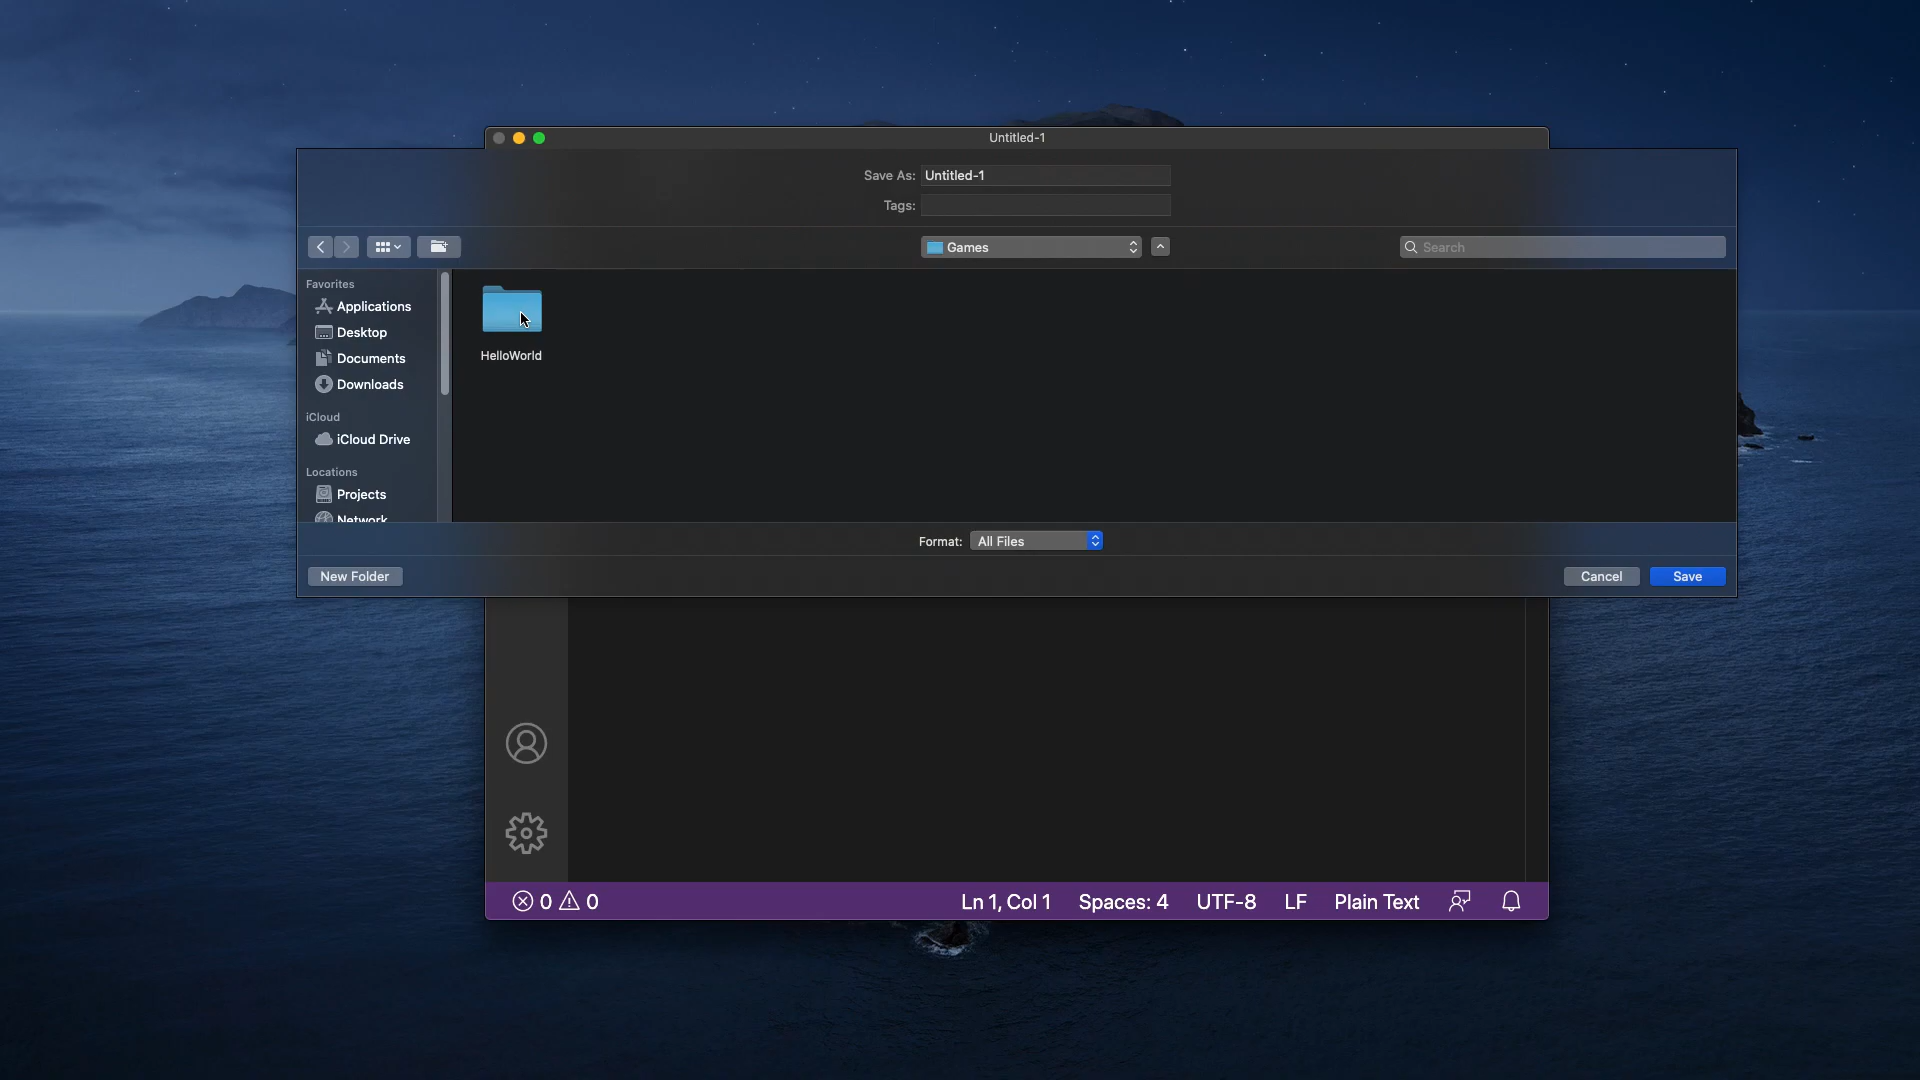 Untitled-1
Save As: Untitled-1
Tags:
Games
Search
Favorites
Applications
Desktop
Documents
Downloads
iCloud
iCloud Drive
Locations
Projects
Network
HelloWorld
Format: All Files
New Folder
Cancel
Save
0 0
Ln 1, Col 1 Spaces: 4 UTF-8 LF Plain Text